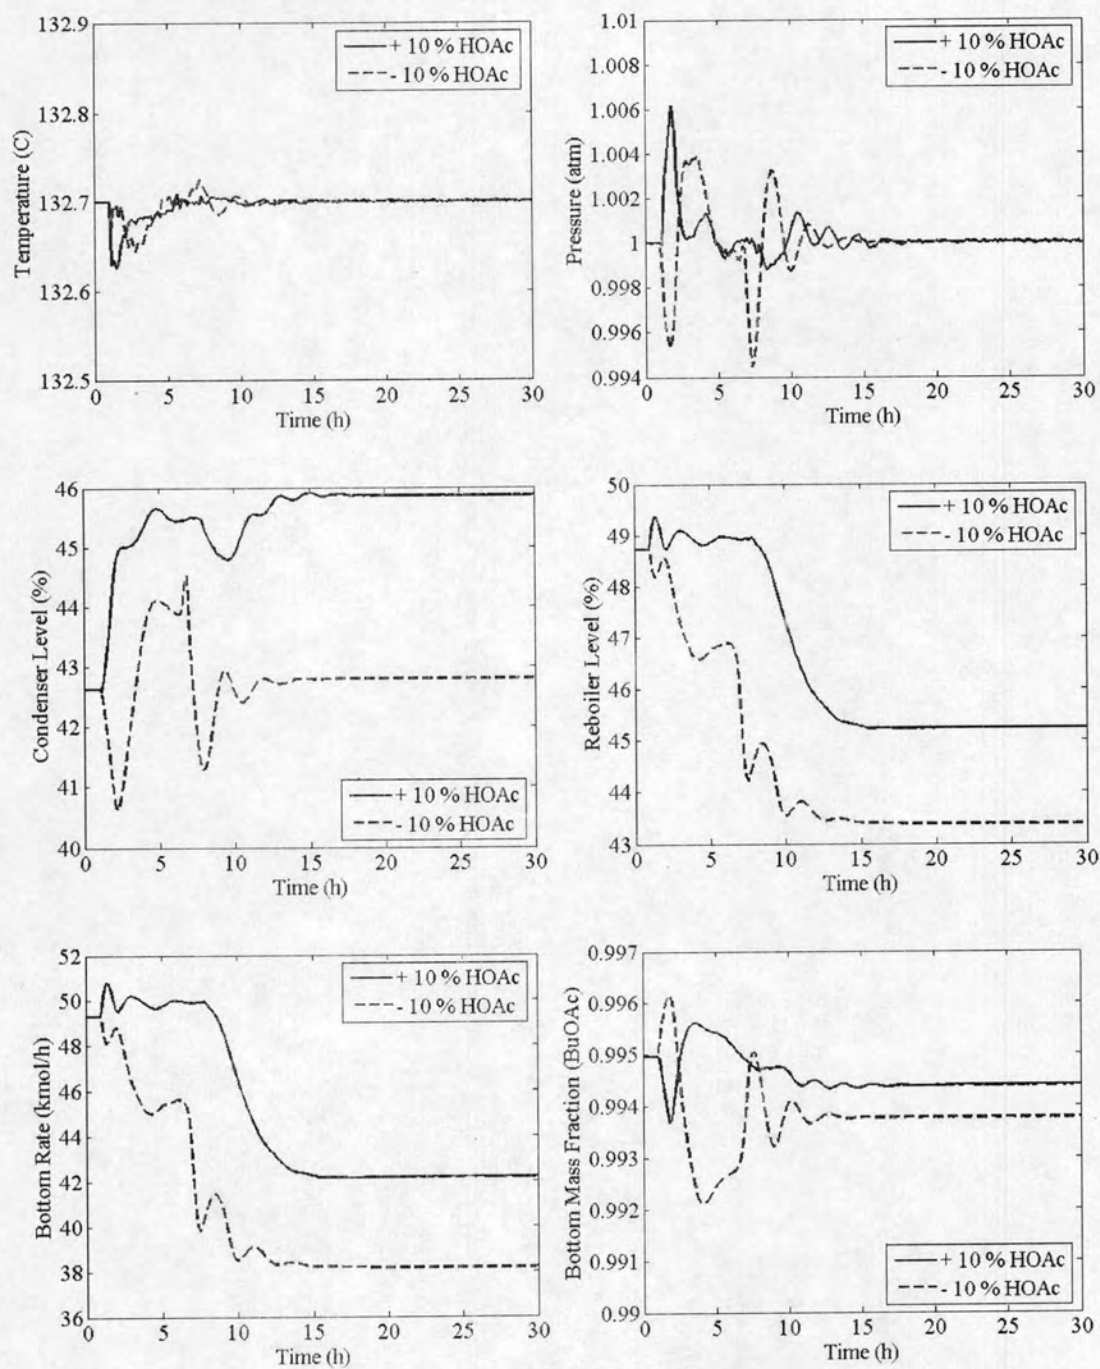 132.9
132.8
132.7
132.6
132.5
Temperature (C)
+ 10 % HOAc
- 10 % HOAc
0 5 10 15 20 25 30
Time (h)
1.01
1.008
1.006
1.004
1.002
1
0.998
0.996
0.994
Pressure (atm)
+ 10 % HOAc
- 10 % HOAc
0 5 10 15 20 25 30
Time (h)
46
45
44
43
42
41
40
Condenser Level (%)
+ 10 % HOAc
- 10 % HOAc
0 5 10 15 20 25 30
Time (h)
50
49
48
47
46
45
44
43
Reboiler Level (%)
+ 10 % HOAc
- 10 % HOAc
0 5 10 15 20 25 30
Time (h)
52
50
48
46
44
42
40
38
36
Bottom Rate (kmol/h)
+ 10 % HOAc
- 10 % HOAc
0 5 10 15 20 25 30
Time (h)
0.997
0.996
0.995
0.994
0.993
0.992
0.991
0.99
Bottom Mass Fraction (BuOAc)
+ 10 % HOAc
- 10 % HOAc
0 5 10 15 20 25 30
Time (h)